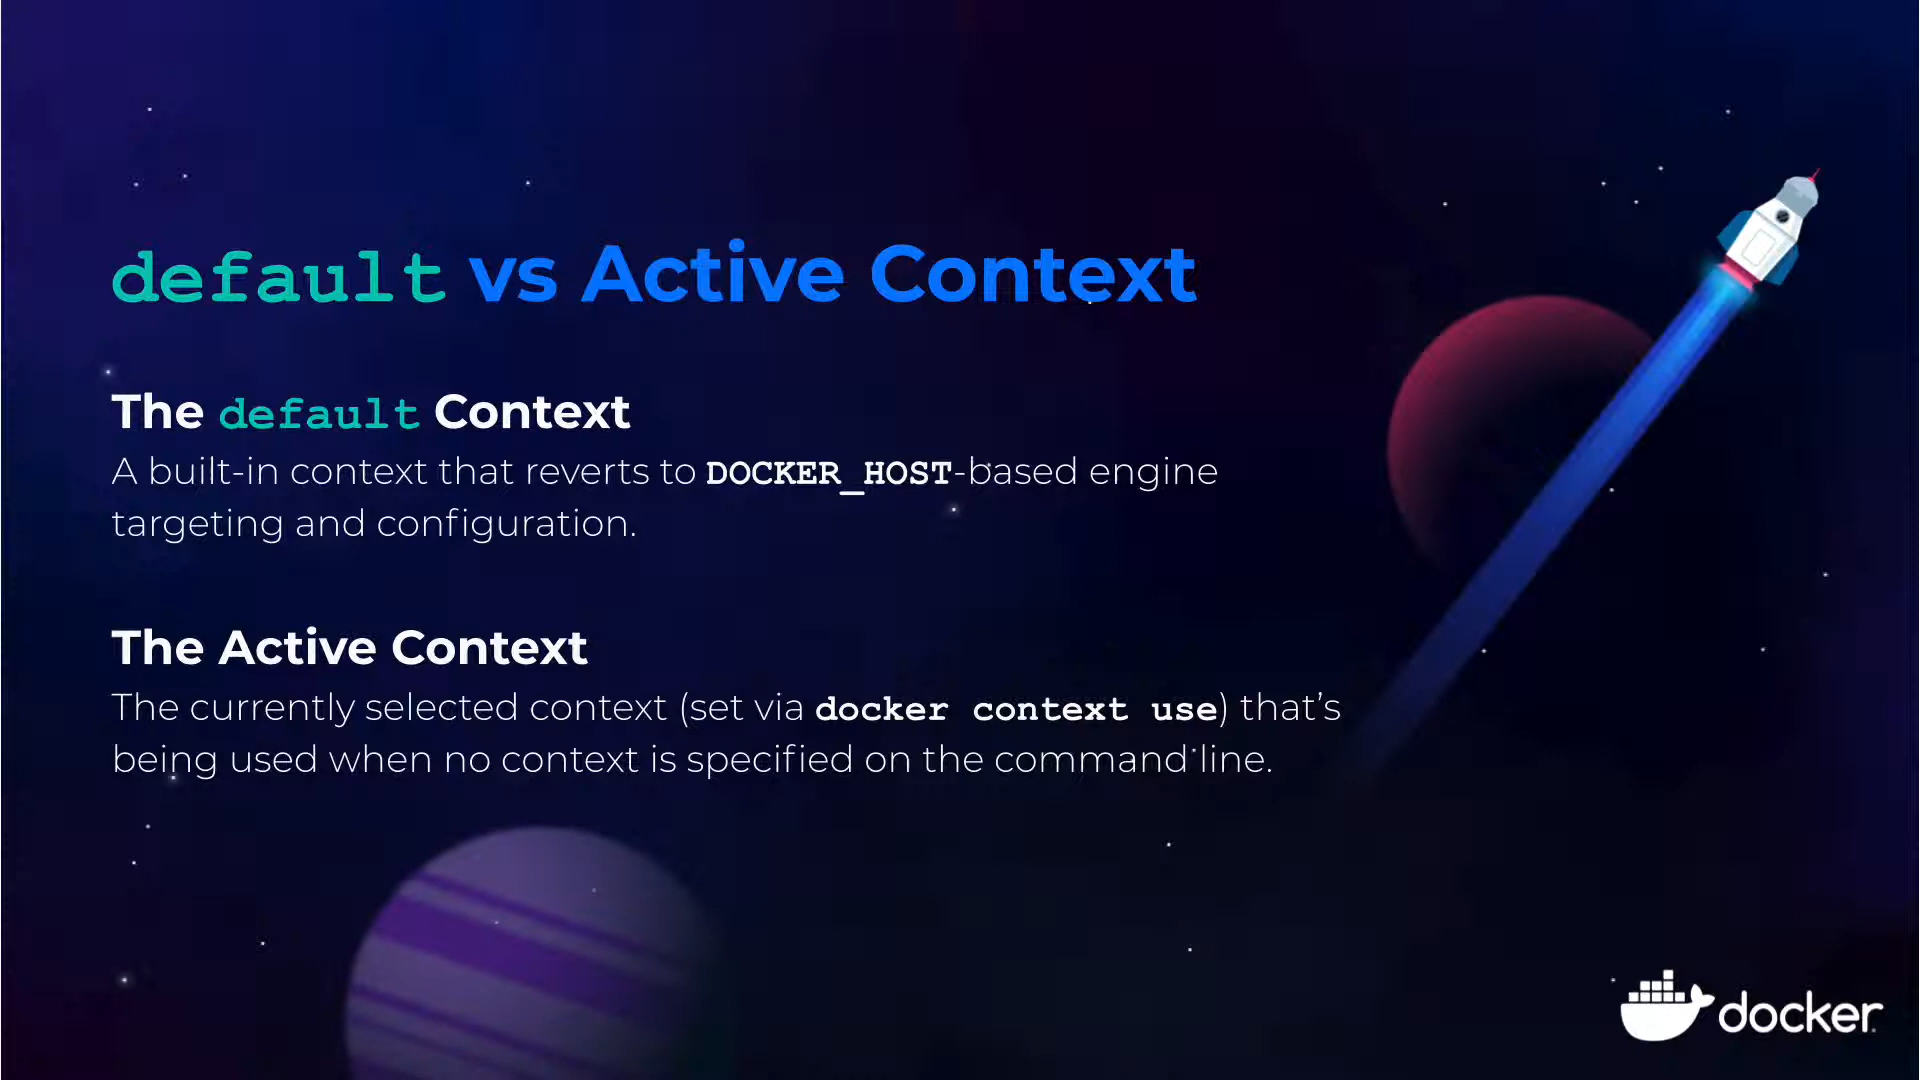 default vs Active Context
The default Context
A built-in context that reverts to DOCKER_HOST-based engine
targeting and configuration.
The Active Context
The currently selected context (set via docker context use) that’s
being used when no context is specified on the command line.
docker